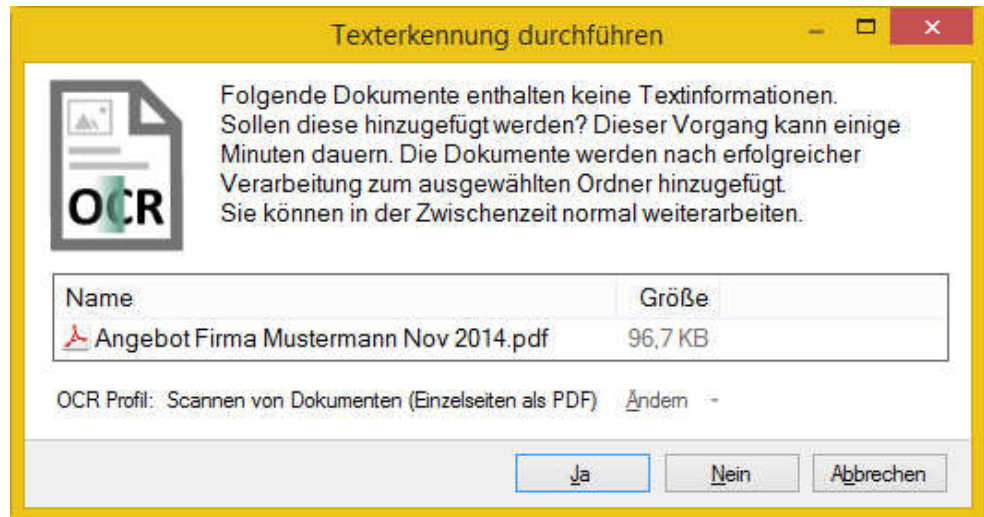 Texterkennung durchführen
Folgende Dokumente enthalten keine Textinformationen.
Sollen diese hinzugefügt werden? Dieser Vorgang kann einige
Minuten dauern. Die Dokumente werden nach erfolgreicher
Verarbeitung zum ausgewählten Ordner hinzugefügt.
Sie können in der Zwischenzeit normal weiterarbeiten.
OCR
Name Größe
Angebot Firma Mustermann Nov 2014.pdf 96,7 KB
OCR Profil: Scannen von Dokumenten (Einzelseiten als PDF) Ändern
Ja Nein Abbrechen